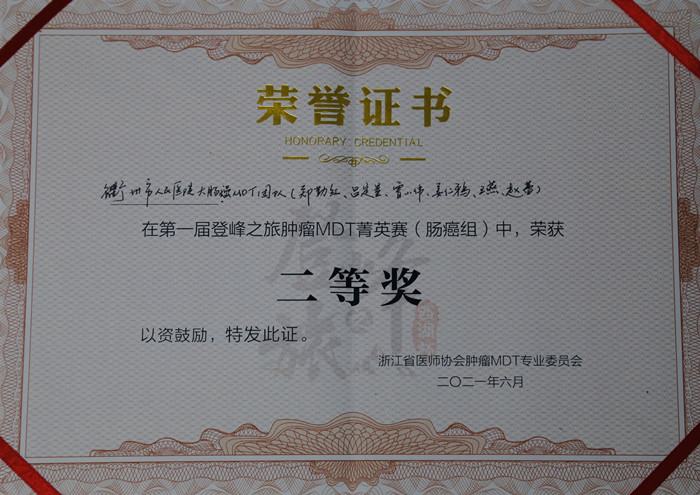 荣誉证书
HONORARY CREDENTIAL
衢州市人民医院大肠癌MDT团队(郑勤红、吕
在第一届登峰之旅肿瘤MDT菁英赛（肠癌组）中，荣获
二等奖
以资鼓励，特发此证。
浙江省医师协会肿瘤MDT专业委员会
二〇二一年六月